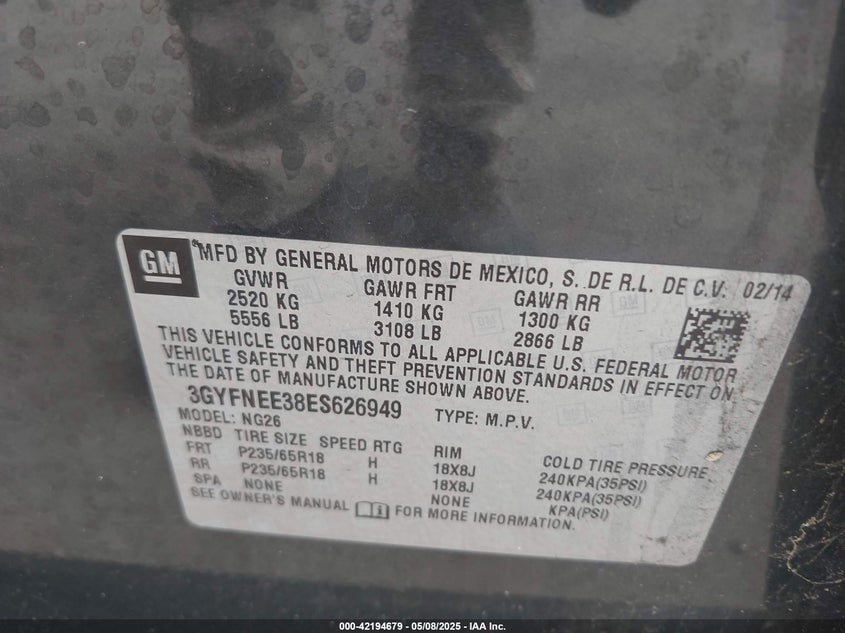 GM
®MFD BY GENERAL MOTORS DE MEXICO, S. DE R.L. DE C.V. 02/14
GVWR GAWR FRT GAWR RR
2520 KG 1410 KG 1300 KG
5556 LB 3108 LB 2866 LB
THIS VEHICLE CONFORMS TO ALL APPLICABLE U.S. FEDERAL MOTOR
VEHICLE SAFETY AND THEFT PREVENTION STANDARDS IN EFFECT ON
THE DATE OF MANUFACTURE SHOWN ABOVE.
3GYFNEE38ES626949 TYPE: M.P.V.
MODEL: NG26
NBBD TIRE SIZE SPEED RTG RIM COLD TIRE PRESSURE
FRT P235/65R18 H 18X8J 240KPA(35PSI)
RR P235/65R18 H 18X8J 240KPA(35PSI)
SPA NONE NONE KPA(PSI)
SEE OWNER'S MANUAL FOR MORE INFORMATION.
000-42194679 - 05/08/2025 - IAA Inc.